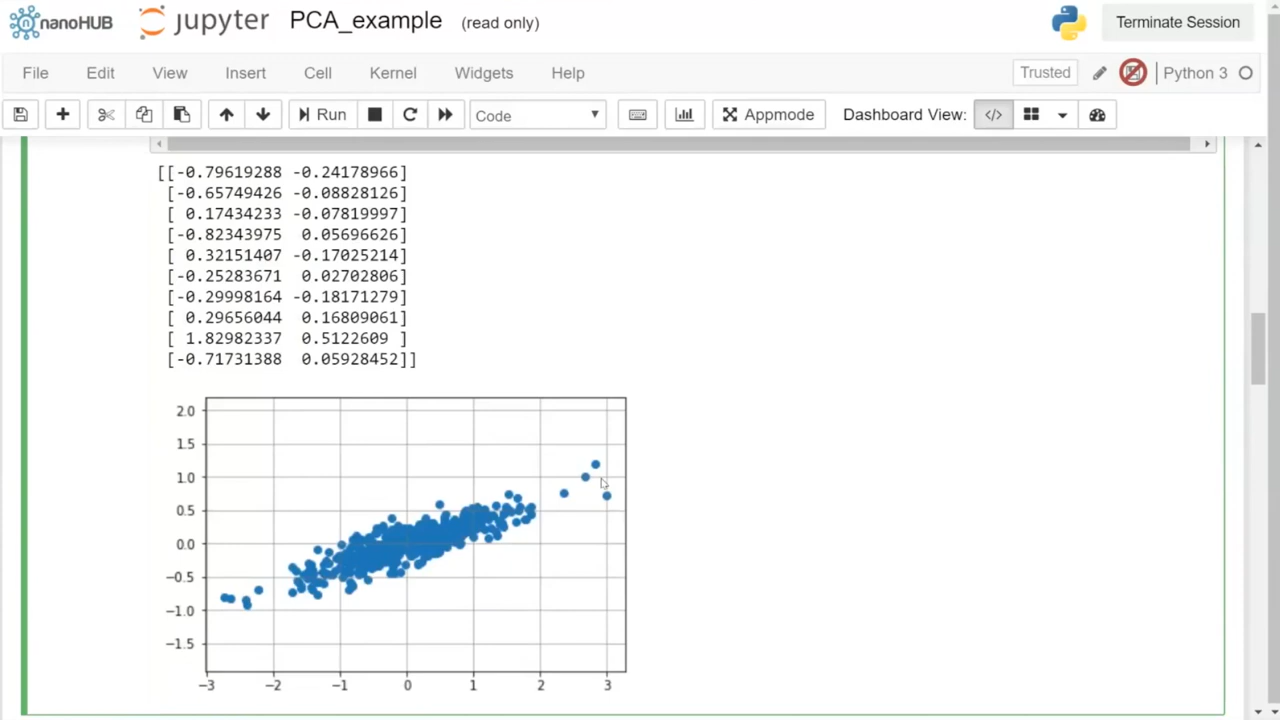 nanoHUB jupyter PCA_example (read only) Terminate Session
File Edit View Insert Cell Kernel Widgets Help Trusted Python 3
Run Code Appmode Dashboard View: </>
[[-0.79619288 -0.24178966]
[-0.65749426 -0.08828126]
[ 0.17434233 -0.07819997]
[-0.82343975 0.05696626]
[ 0.32151407 -0.17025214]
[-0.25283671 0.02702806]
[-0.29998164 -0.18171279]
[ 0.29656044 0.16809061]
[ 1.82982337 0.5122609 ]
[-0.71731388 0.05928452]]
2.0
1.5
1.0
0.5
0.0
−0.5
−1.0
−1.5
−3 −2 −1 0 1 2 3